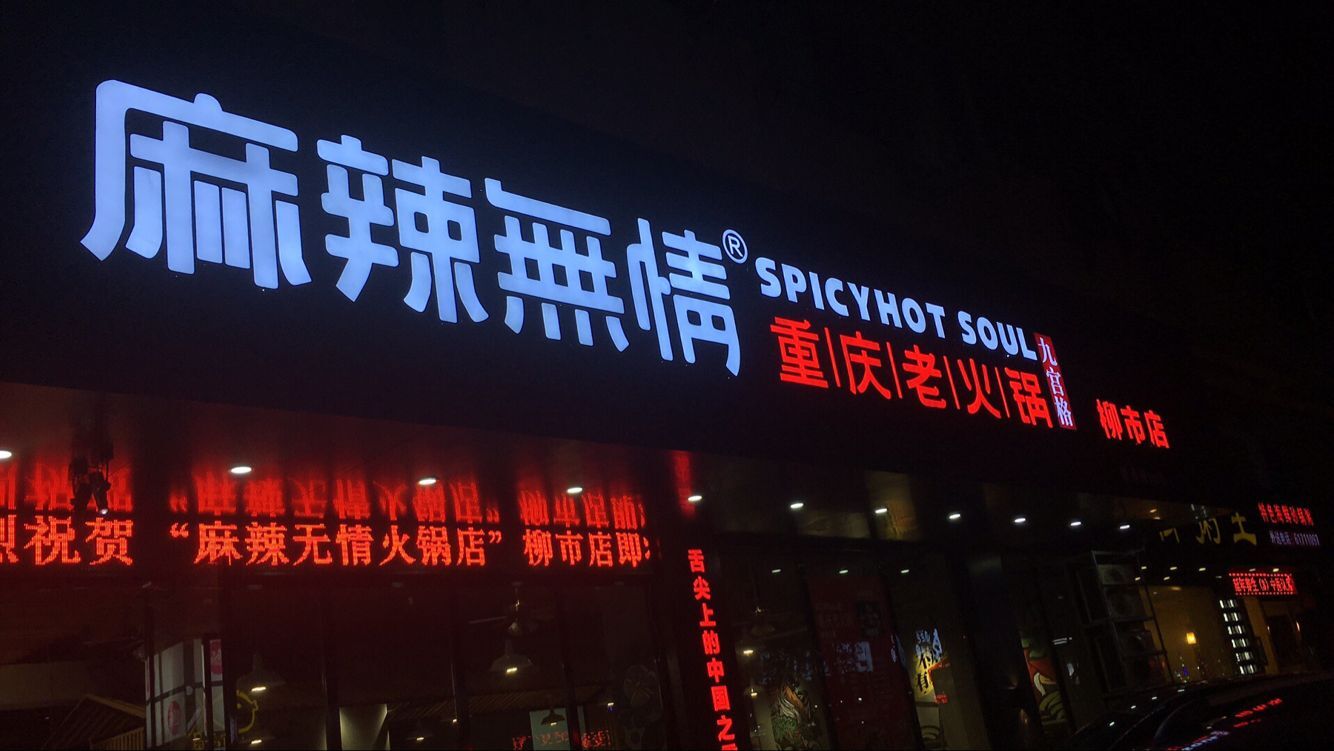 麻辣無情®
SPICYHOT SOUL
重|庆|老|火|锅
九宫格
柳市店
祝贺 “麻辣无情火锅店” 柳市店即
舌尖上的中国之